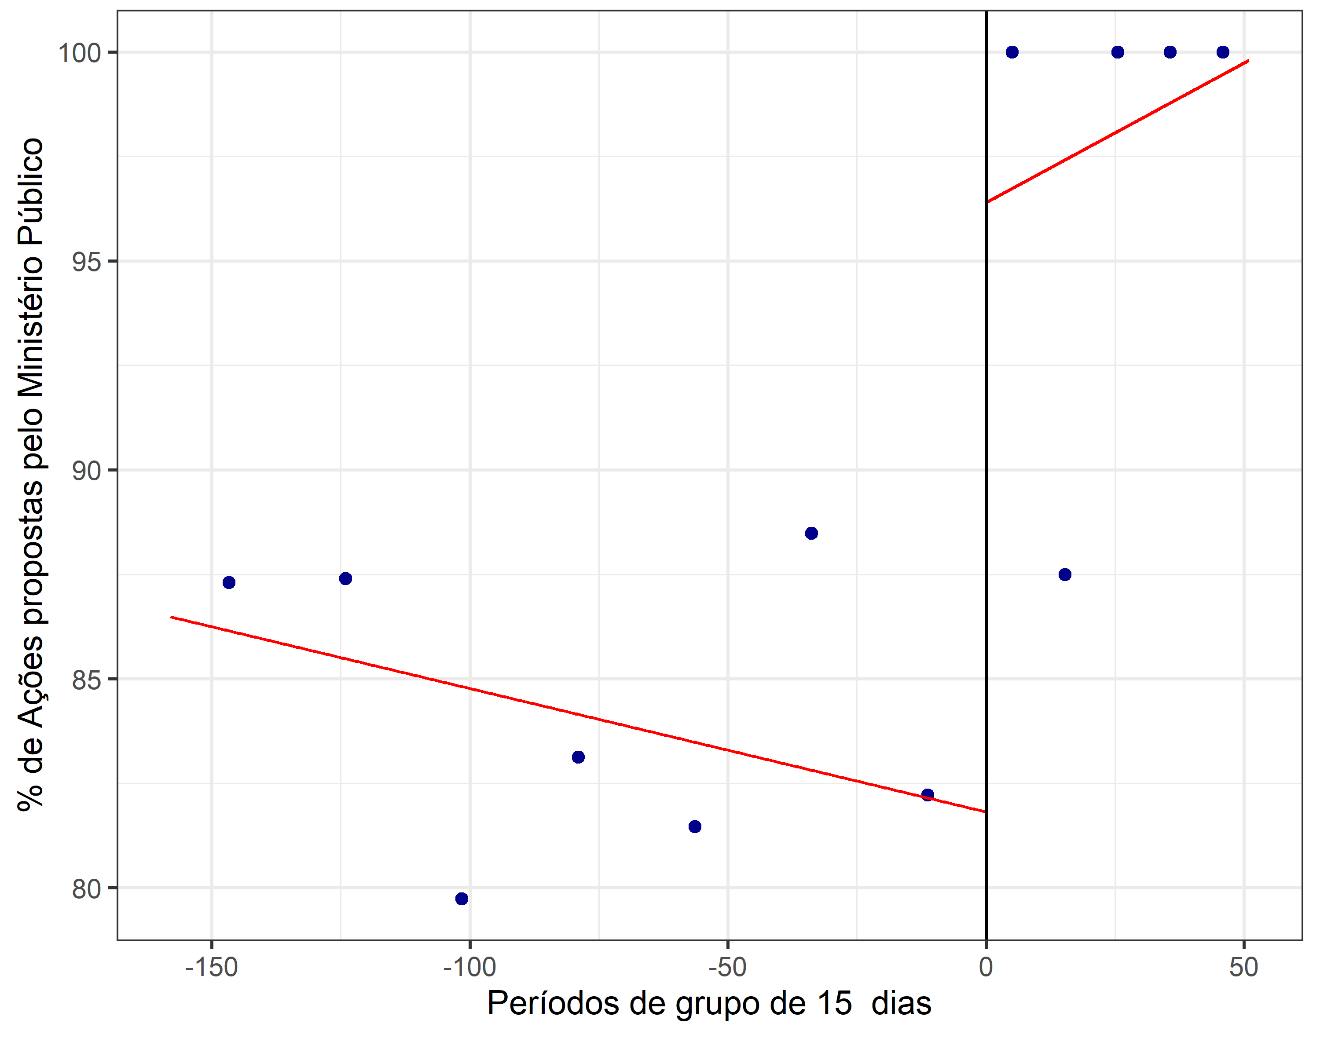 % de Ações propostas pelo Ministério Público
100
95
90
85
80
-150 -100 -50 0 50
Períodos de grupo de 15  dias